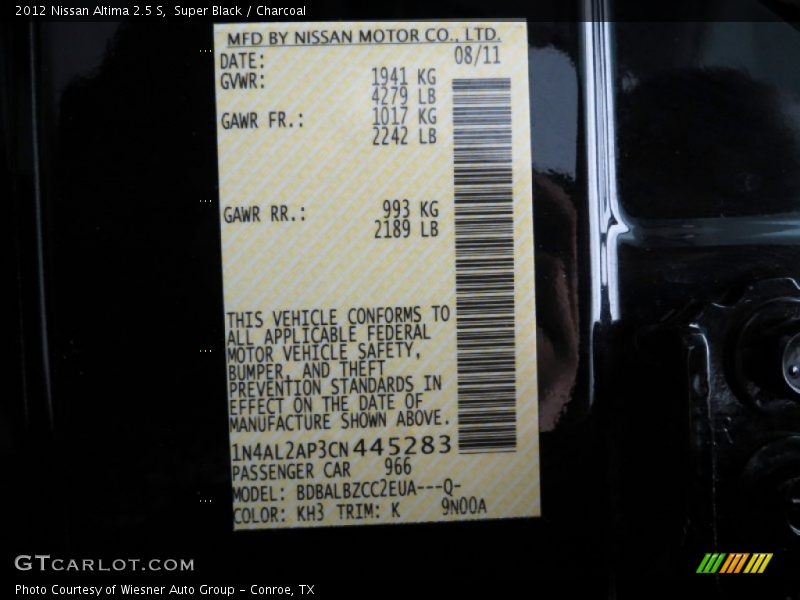 2012 Nissan Altima 2.5 S, Super Black / Charcoal
MFD BY NISSAN MOTOR CO., LTD.
DATE: 08/11
GVWR: 1941 KG
4279 LB
GAWR FR.: 1017 KG
2242 LB
GAWR RR.: 993 KG
2189 LB
THIS VEHICLE CONFORMS TO
ALL APPLICABLE FEDERAL
MOTOR VEHICLE SAFETY,
BUMPER, AND THEFT
PREVENTION STANDARDS IN
EFFECT ON THE DATE OF
MANUFACTURE SHOWN ABOVE.
1N4AL2AP3CN445283
PASSENGER CAR 966
MODEL: BDBALBZCC2EUA---Q-
COLOR: KH3 TRIM: K 9N00A
GTCARLOT.COM
Photo Courtesy of Wiesner Auto Group - Conroe, TX